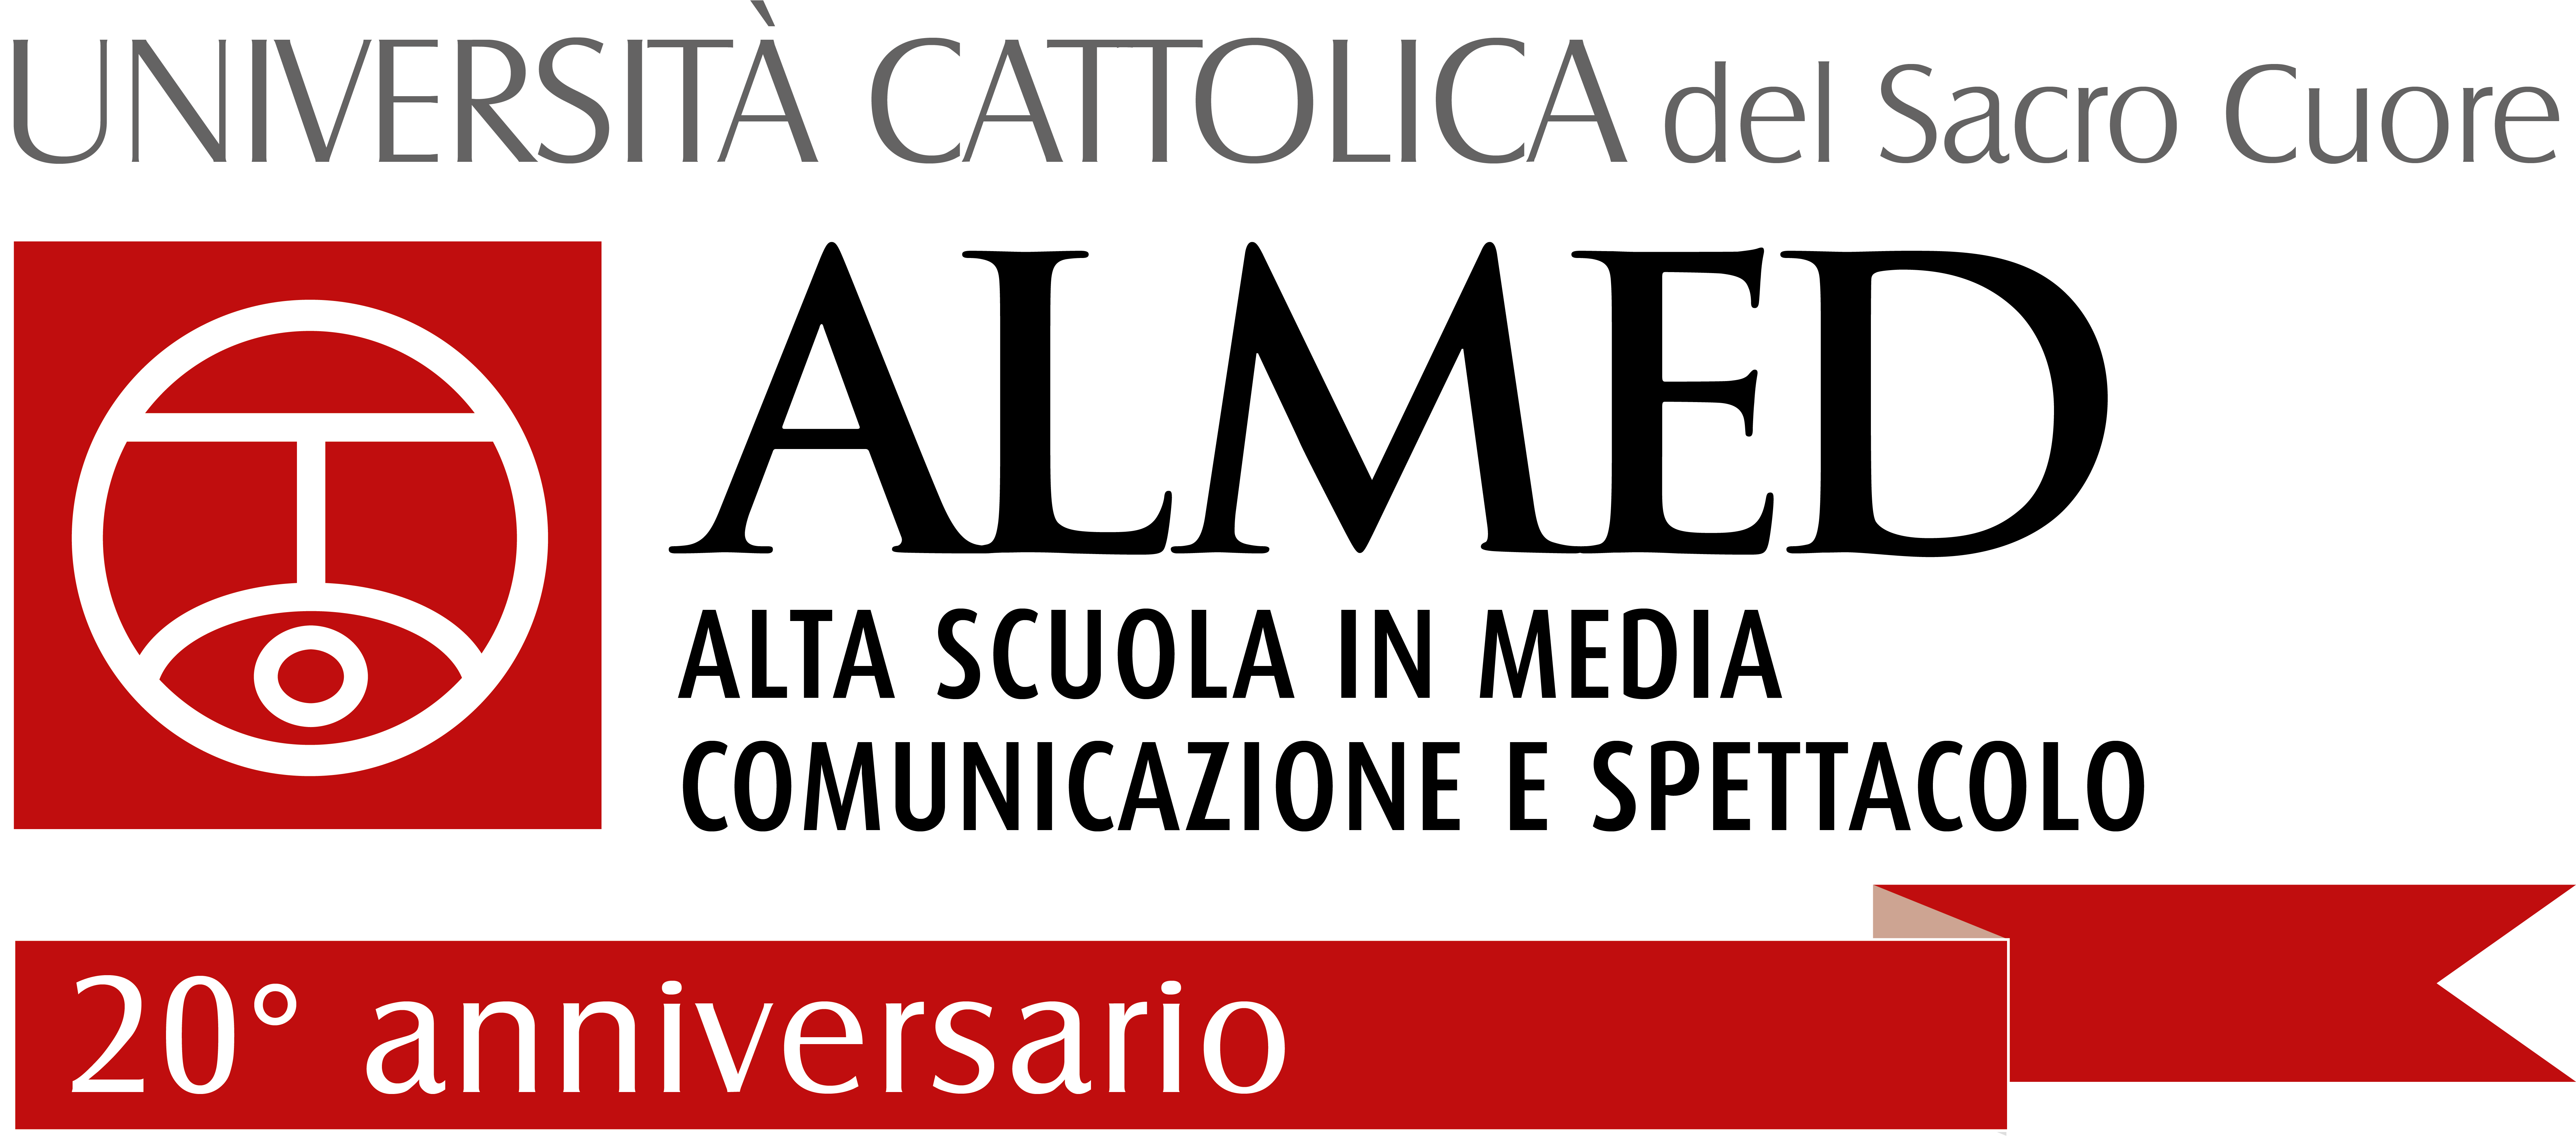 UNIVERSITÀ CATTOLICA del Sacro Cuore
ALMED
ALTA SCUOLA IN MEDIA
COMUNICAZIONE E SPETTACOLO
20° anniversario